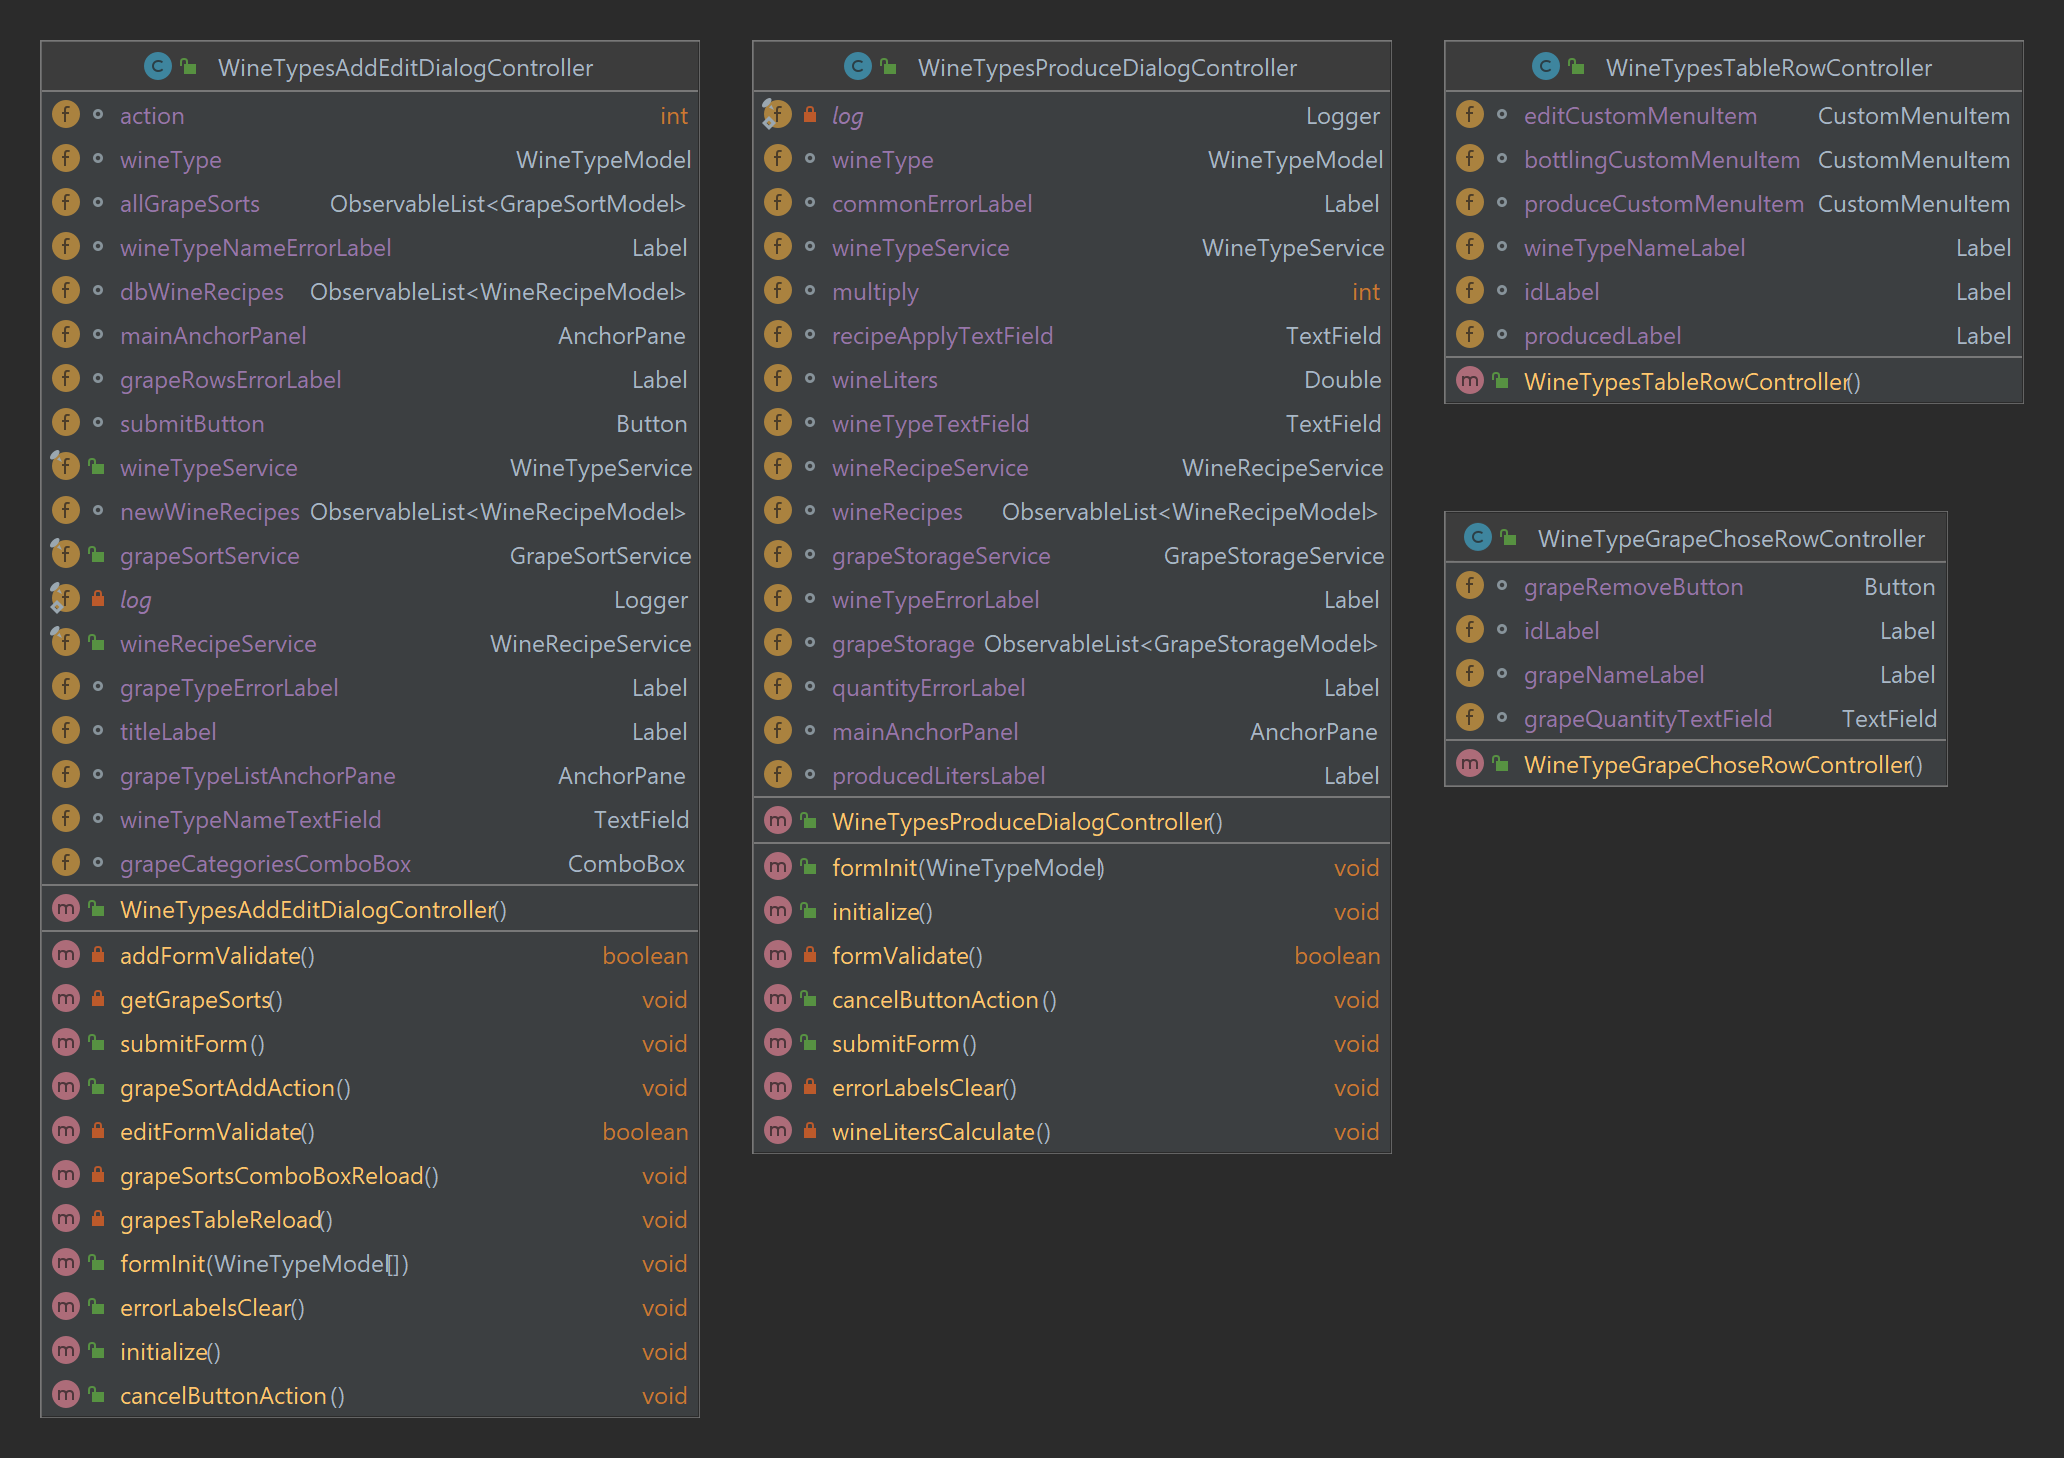 WineTypesAddEditDialogController
action int
wineType WineTypeModel
allGrapeSorts ObservableList<GrapeSortModel>
wineTypeNameErrorLabel Label
dbWineRecipes ObservableList<WineRecipeModel>
mainAnchorPanel AnchorPane
grapeRowsErrorLabel Label
submitButton Button
wineTypeService WineTypeService
newWineRecipes ObservableList<WineRecipeModel>
grapeSortService GrapeSortService
log Logger
wineRecipeService WineRecipeService
grapeTypeErrorLabel Label
titleLabel Label
grapeTypeListAnchorPane AnchorPane
wineTypeNameTextField TextField
grapeCategoriesComboBox ComboBox
WineTypesAddEditDialogController()
addFormValidate() boolean
getGrapeSorts() void
submitForm() void
grapeSortAddAction() void
editFormValidate() boolean
grapeSortsComboBoxReload() void
grapesTableReload() void
formInit(WineTypeModel[]) void
errorLabelsClear() void
initialize() void
cancelButtonAction() void
WineTypesProduceDialogController
log Logger
wineType WineTypeModel
commonErrorLabel Label
wineTypeService WineTypeService
multiply int
recipeApplyTextField TextField
wineLiters Double
wineTypeTextField TextField
wineRecipeService WineRecipeService
wineRecipes ObservableList<WineRecipeModel>
grapeStorageService GrapeStorageService
wineTypeErrorLabel Label
grapeStorage ObservableList<GrapeStorageModel>
quantityErrorLabel Label
mainAnchorPanel AnchorPane
producedLitersLabel Label
WineTypesProduceDialogController()
formInit(WineTypeModel) void
initialize() void
formValidate() boolean
cancelButtonAction() void
submitForm() void
errorLabelsClear() void
wineLitersCalculate() void
WineTypesTableRowController
editCustomMenuItem CustomMenuItem
bottlingCustomMenuItem CustomMenuItem
produceCustomMenuItem CustomMenuItem
wineTypeNameLabel Label
idLabel Label
producedLabel Label
WineTypesTableRowController()
WineTypeGrapeChoseRowController
grapeRemoveButton Button
idLabel Label
grapeNameLabel Label
grapeQuantityTextField TextField
WineTypeGrapeChoseRowController()